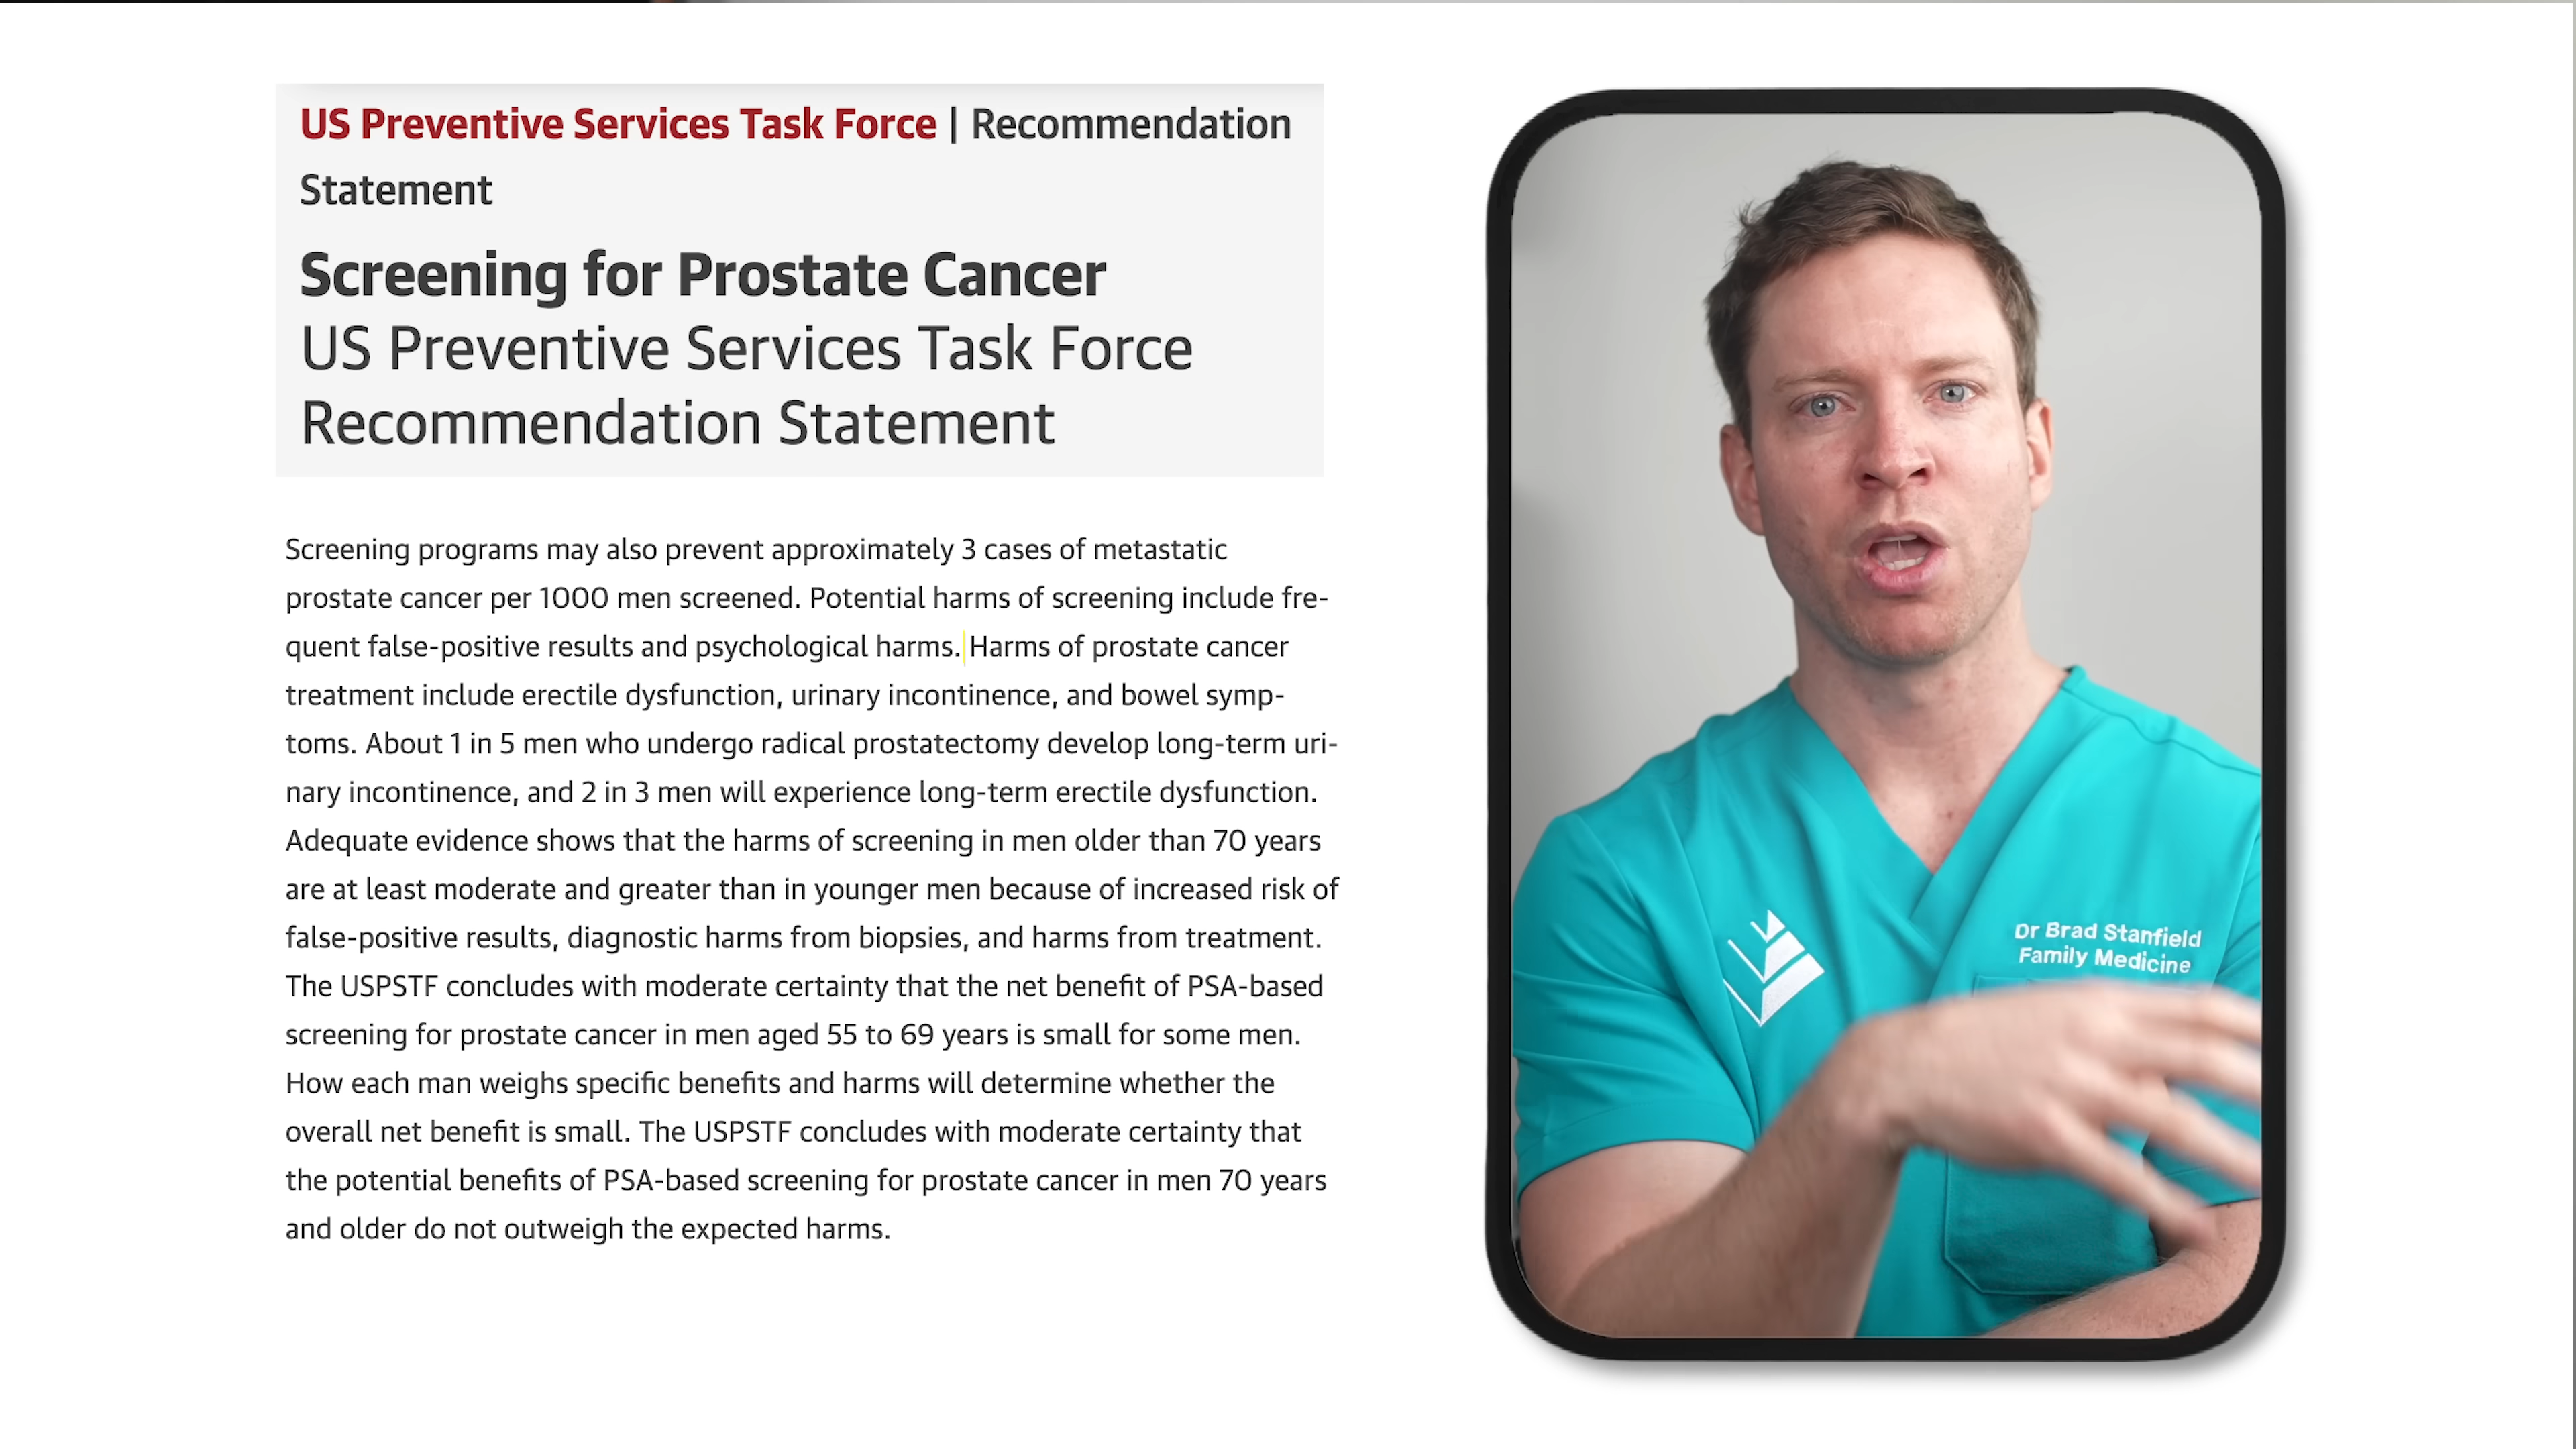 US Preventive Services Task Force | Recommendation
Statement
Screening for Prostate Cancer
US Preventive Services Task Force
Recommendation Statement
Screening programs may also prevent approximately 3 cases of metastatic
prostate cancer per 1000 men screened. Potential harms of screening include fre-
quent false-positive results and psychological harms. Harms of prostate cancer
treatment include erectile dysfunction, urinary incontinence, and bowel symp-
toms. About 1 in 5 men who undergo radical prostatectomy develop long-term uri-
nary incontinence, and 2 in 3 men will experience long-term erectile dysfunction.
Adequate evidence shows that the harms of screening in men older than 70 years
are at least moderate and greater than in younger men because of increased risk of
false-positive results, diagnostic harms from biopsies, and harms from treatment.
The USPSTF concludes with moderate certainty that the net benefit of PSA-based
screening for prostate cancer in men aged 55 to 69 years is small for some men.
How each man weighs specific benefits and harms will determine whether the
overall net benefit is small. The USPSTF concludes with moderate certainty that
the potential benefits of PSA-based screening for prostate cancer in men 70 years
and older do not outweigh the expected harms.
Dr Brad Stanfield
Family Medicine